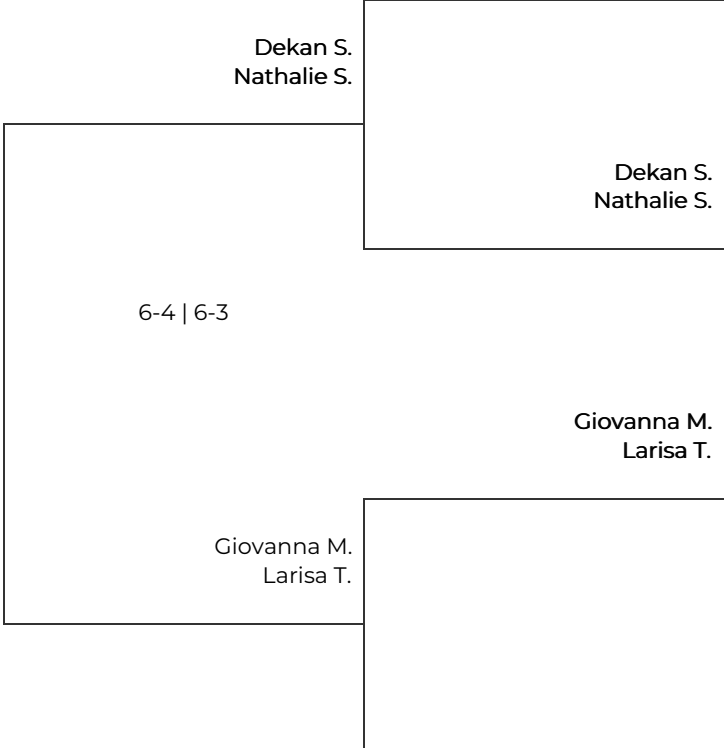 Dekan S.
Nathalie S.
Dekan S.
Nathalie S.
6-4 | 6-3
Giovanna M.
Larisa T.
Giovanna M.
Larisa T.